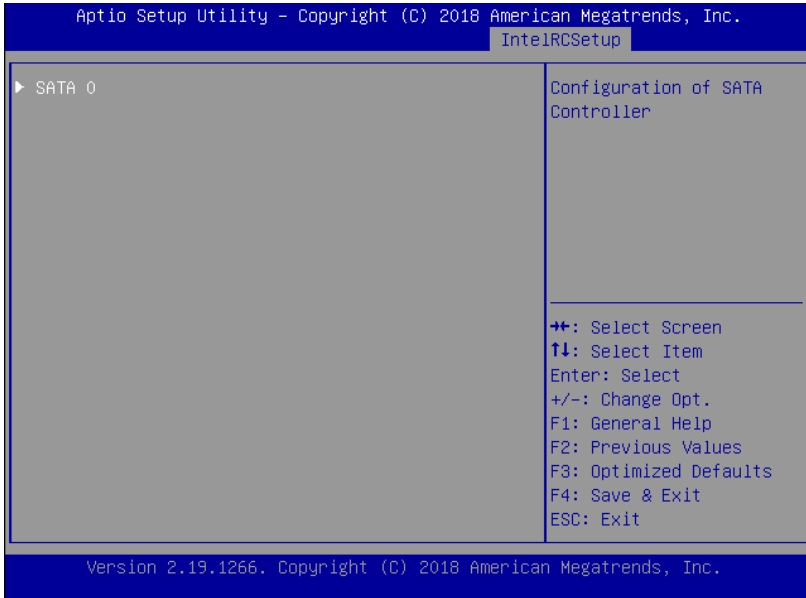 Aptio Setup Utility – Copyright (C) 2018 American Megatrends, Inc.
IntelRCSetup
▶ SATA 0
Configuration of SATA
Controller
→←: Select Screen
↑↓: Select Item
Enter: Select
+/-: Change Opt.
F1: General Help
F2: Previous Values
F3: Optimized Defaults
F4: Save & Exit
ESC: Exit
Version 2.19.1266. Copyright (C) 2018 American Megatrends, Inc.